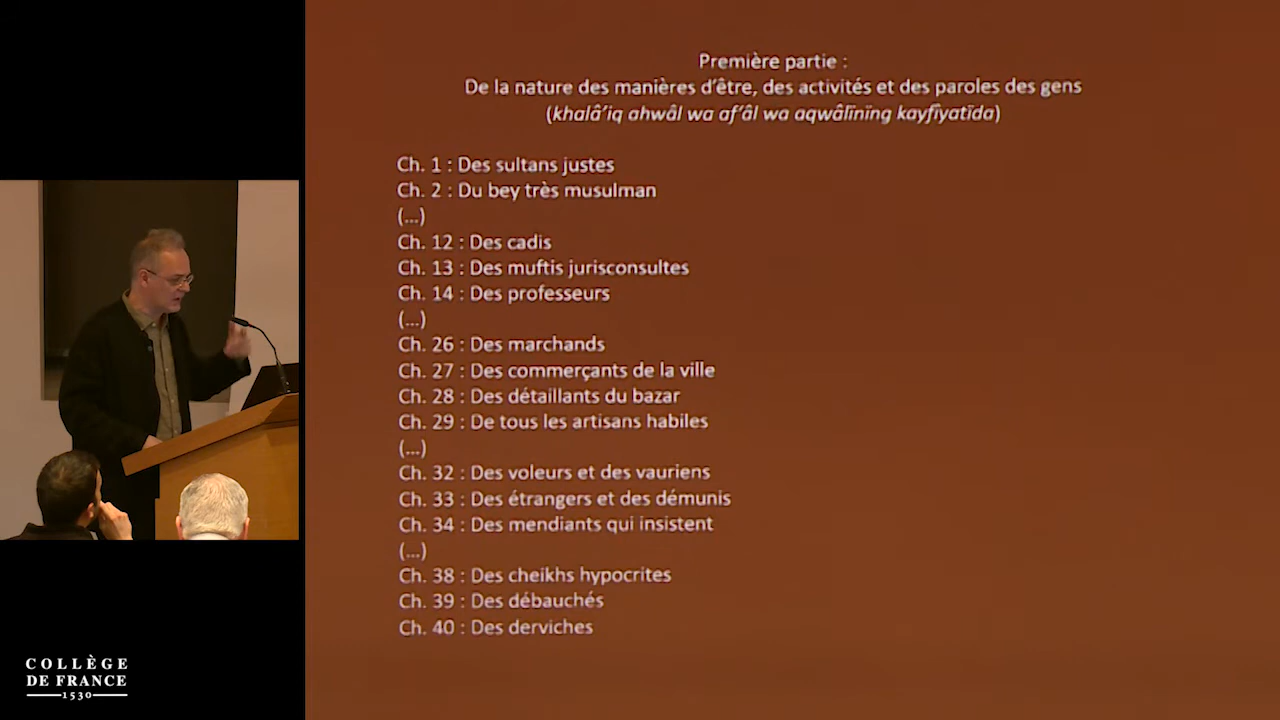 Première partie :
De la nature des manières d'être, des activités et des paroles des gens
(khalâ'iq ahwâl wa af'âl wa aqwâlïnïng kayfîyatïda)
Ch. 1 : Des sultans justes
Ch. 2 : Du bey très musulman
(...)
Ch. 12 : Des cadis
Ch. 13 : Des muftis jurisconsultes
Ch. 14 : Des professeurs
(...)
Ch. 26 : Des marchands
Ch. 27 : Des commerçants de la ville
Ch. 28 : Des détaillants du bazar
Ch. 29 : De tous les artisans habiles
(...)
Ch. 32 : Des voleurs et des vauriens
Ch. 33 : Des étrangers et des démunis
Ch. 34 : Des mendiants qui insistent
(...)
Ch. 38 : Des cheikhs hypocrites
Ch. 39 : Des débauchés
Ch. 40 : Des derviches
COLLÈGE
DE FRANCE
1530